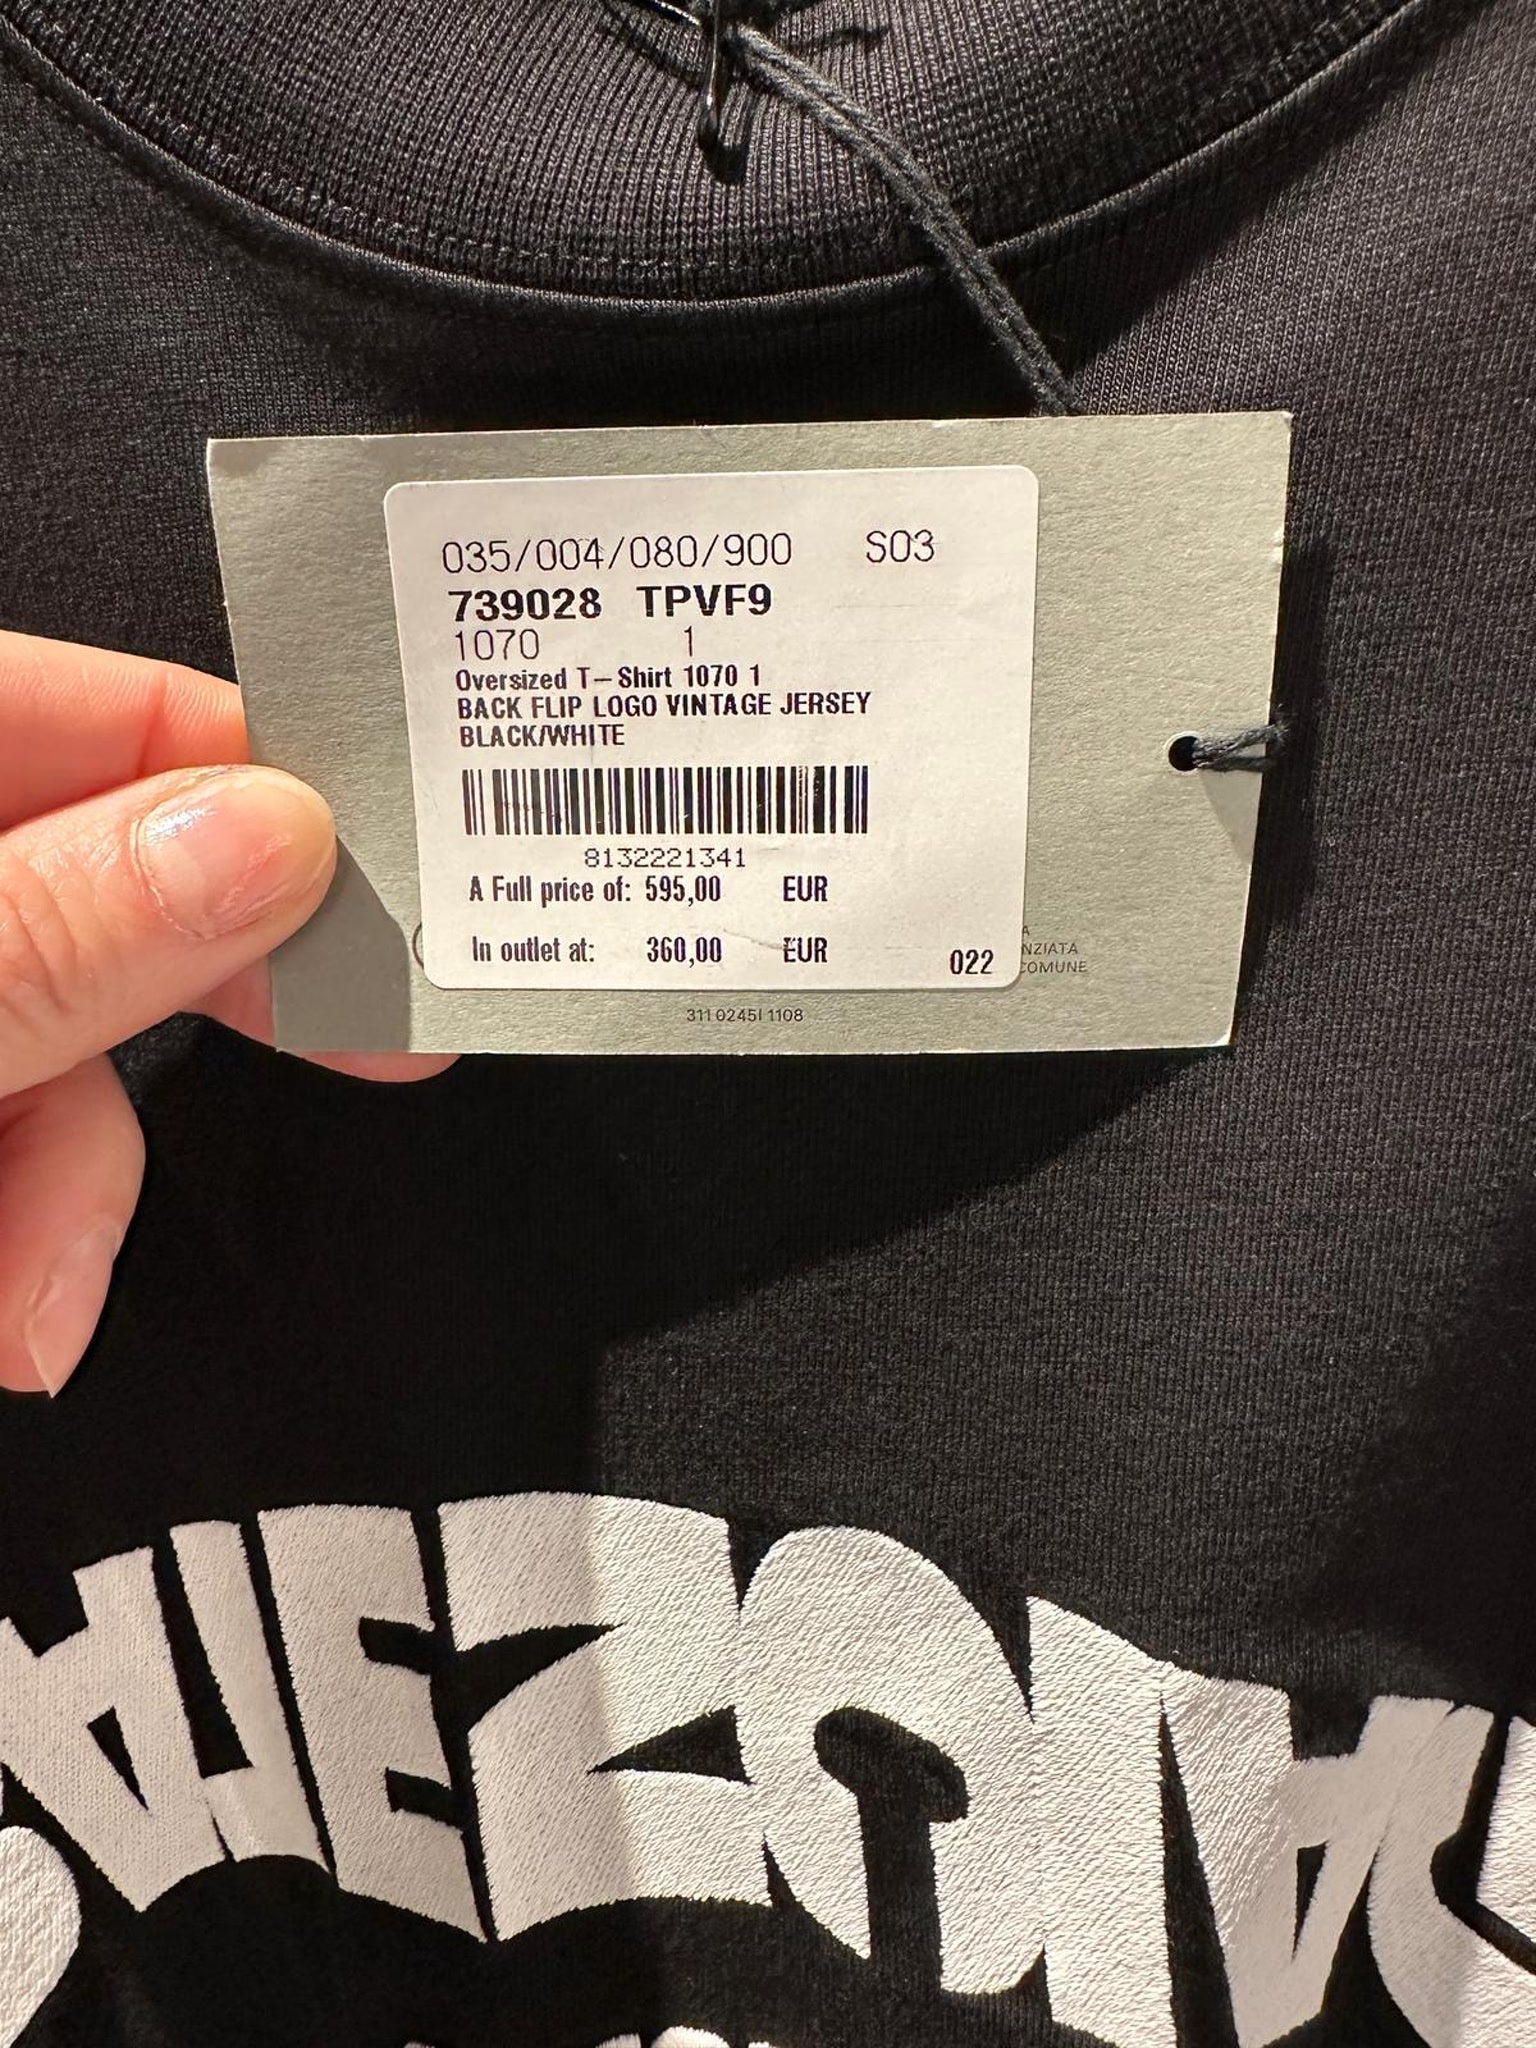 035/004/080/900 S03
739028 TPVF9
1070 1
Oversized T-Shirt 1070 1
BACK FLIP LOGO VINTAGE JERSEY
BLACK/WHITE
8132221341
A Full price of: 595,00 EUR
In outlet at: 360,00 EUR
022
A
NZIATA
COMUNE
311 0245I 1108